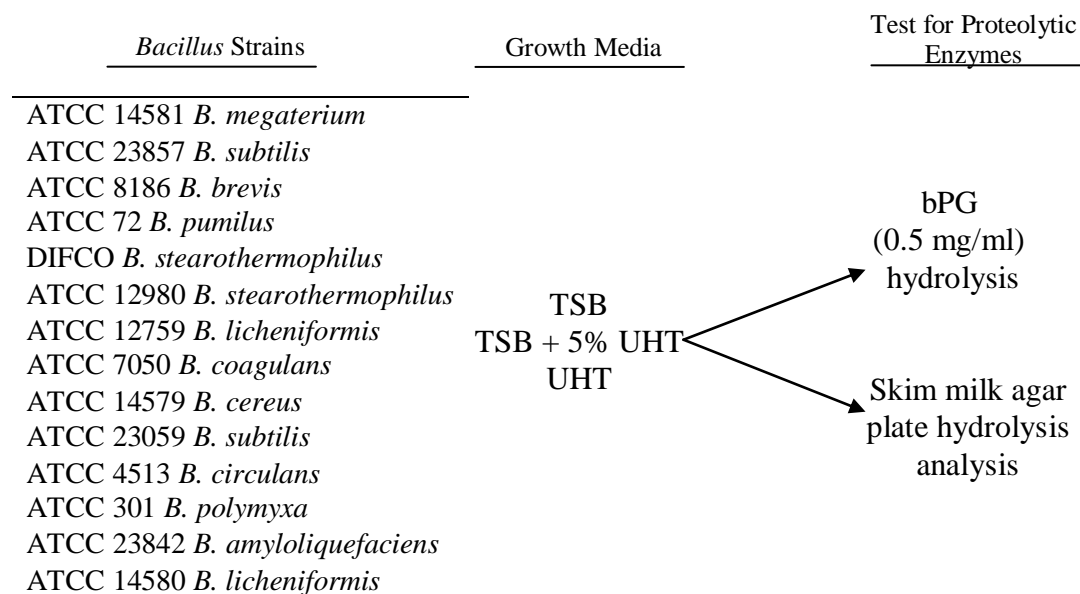 Bacillus Strains
Growth Media
Test for Proteolytic
Enzymes
ATCC 14581 B. megaterium
ATCC 23857 B. subtilis
ATCC 8186 B. brevis
ATCC 72 B. pumilus
DIFCO B. stearothermophilus
ATCC 12980 B. stearothermophilus
ATCC 12759 B. licheniformis
ATCC 7050 B. coagulans
ATCC 14579 B. cereus
ATCC 23059 B. subtilis
ATCC 4513 B. circulans
ATCC 301 B. polymyxa
ATCC 23842 B. amyloliquefaciens
ATCC 14580 B. licheniformis
TSB
TSB + 5% UHT
UHT
bPG
(0.5 mg/ml)
hydrolysis
Skim milk agar
plate hydrolysis
analysis